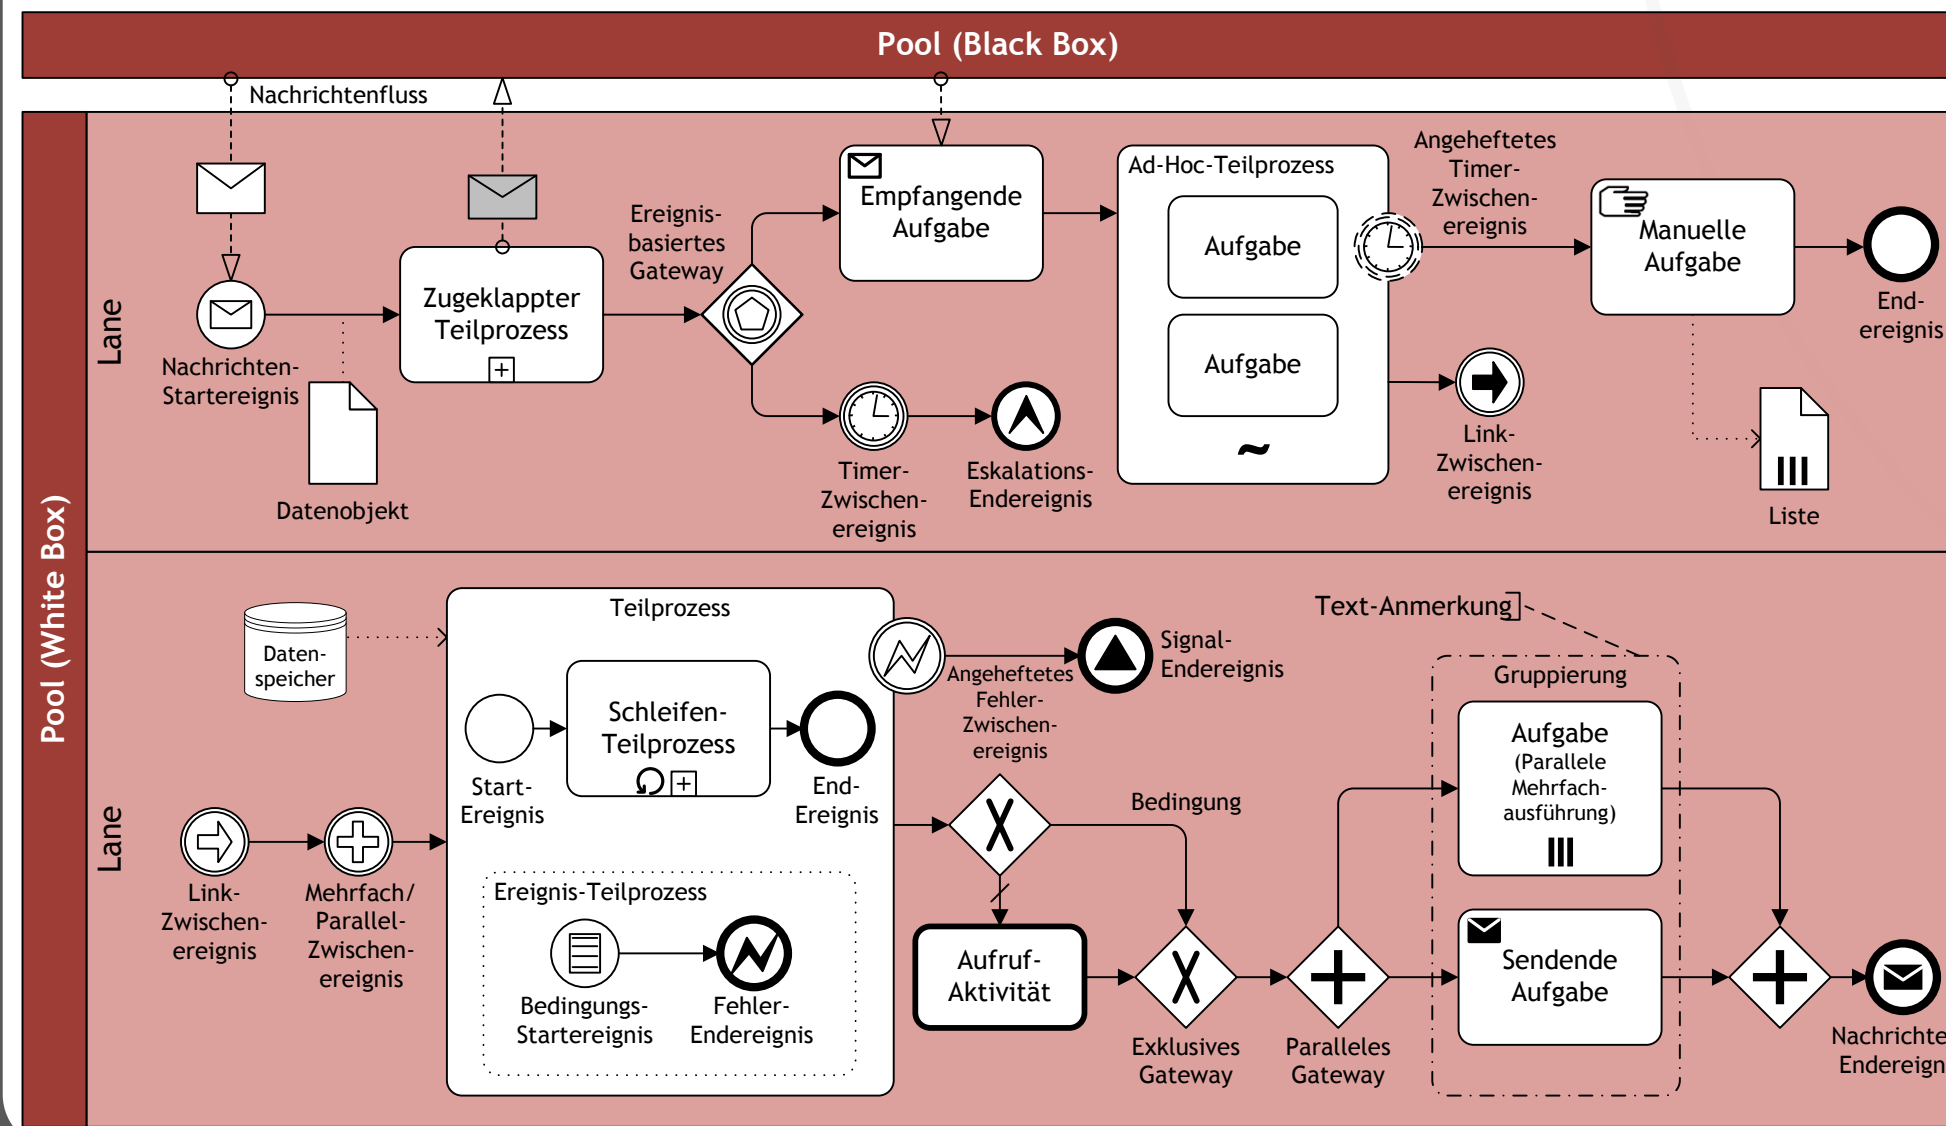 Pool (Black Box)
Nachrichtenfluss
Pool (White Box)
Lane
Nachrichten-
Startereignis
Datenobjekt
Zugeklappter
Teilprozess
Ereignis-
basiertes
Gateway
Empfangende
Aufgabe
Timer-
Zwischen-
ereignis
Eskalations-
Endereignis
Ad-Hoc-Teilprozess
Aufgabe
Aufgabe
Angeheftetes
Timer-
Zwischen-
ereignis
Link-
Zwischen-
ereignis
Manuelle
Aufgabe
Liste
End-
ereignis
Lane
Daten-
speicher
Link-
Zwischen-
ereignis
Mehrfach/
Parallel-
Zwischen-
ereignis
Teilprozess
Start-
Ereignis
Schleifen-
Teilprozess
End-
Ereignis
Ereignis-Teilprozess
Bedingungs-
Startereignis
Fehler-
Endereignis
Angeheftetes
Fehler-
Zwischen-
ereignis
Signal-
Endereignis
Bedingung
Aufruf-
Aktivität
Exklusives
Gateway
Paralleles
Gateway
Text-Anmerkung
Gruppierung
Aufgabe
(Parallele
Mehrfach-
ausführung)
Sendende
Aufgabe
Nachrichte
Endereign